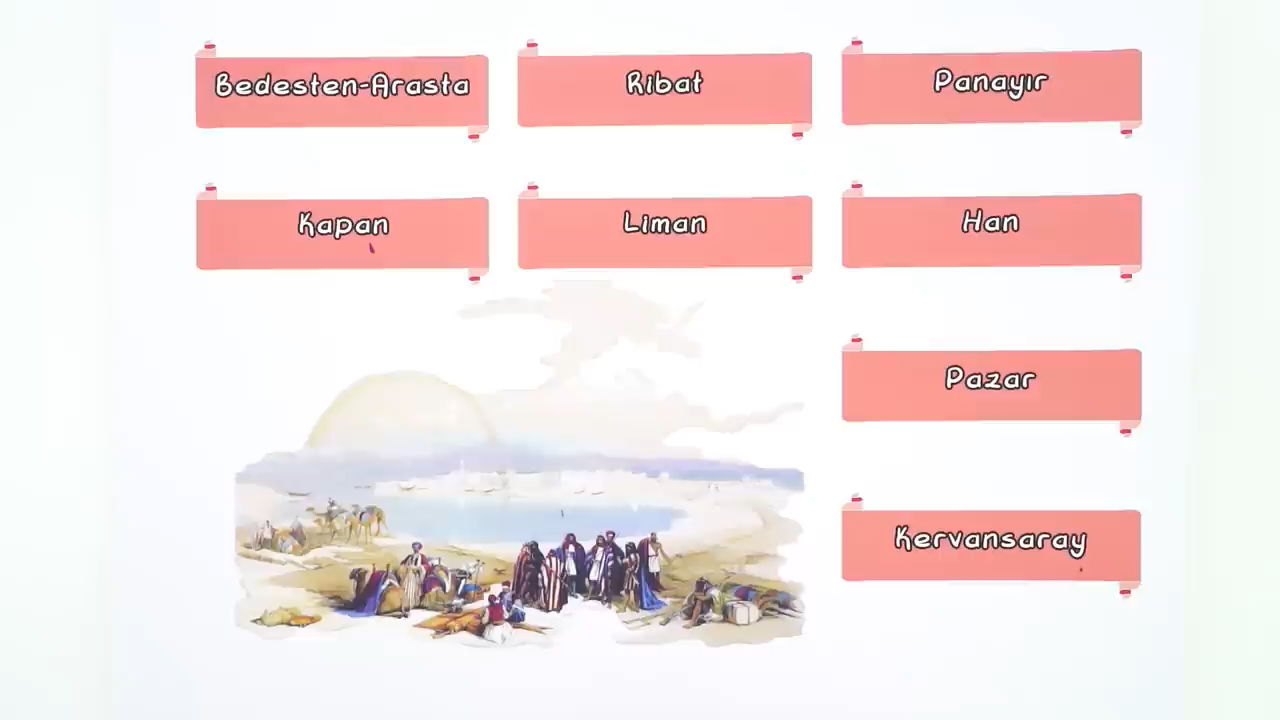 Bedesten-Arasta
Ribat
Panayır
Kapan
Liman
Han
Pazar
Kervansaray